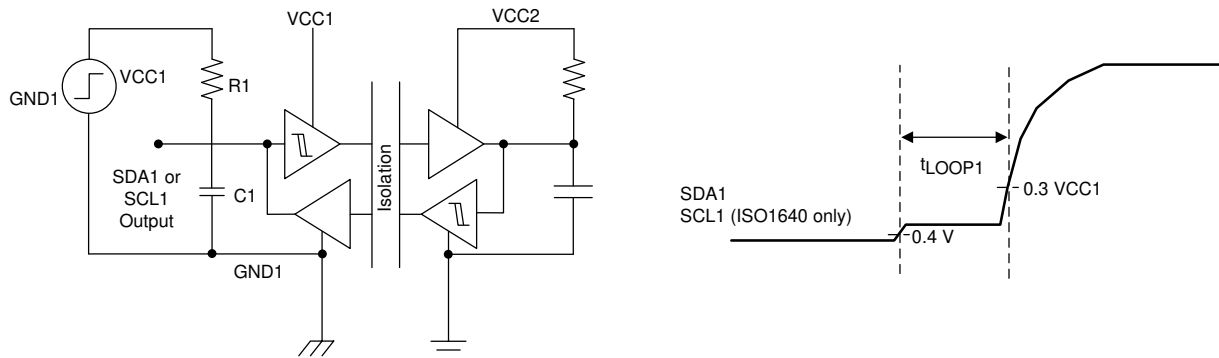 VCC1
VCC2
VCC1
GND1
R1
SDA1 or
SCL1
Output
C1
Isolation
GND1
tLOOP1
0.3 VCC1
SDA1
SCL1 (ISO1640 only)
0.4 V